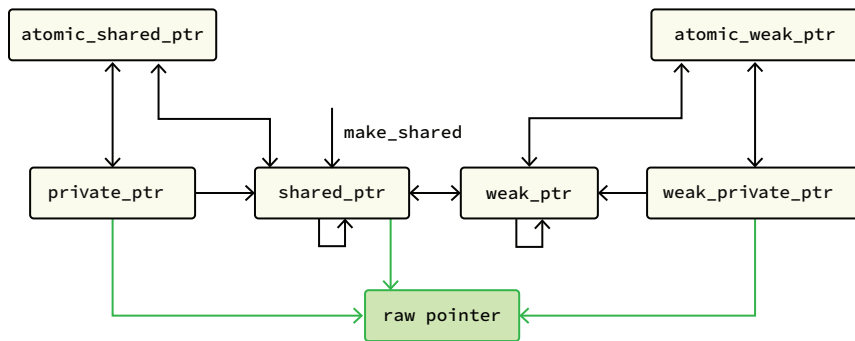 atomic_shared_ptr
atomic_weak_ptr
make_shared
private_ptr
shared_ptr
weak_ptr
weak_private_ptr
raw pointer